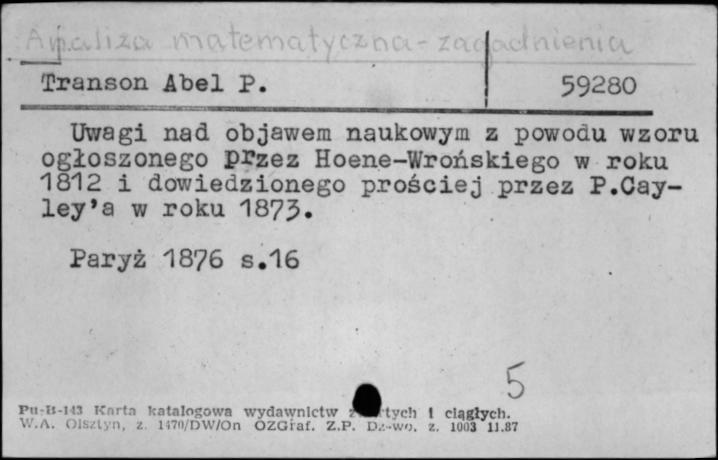 Analiza matematyczna - zagadnienia
Transon Abel P. 59280
Uwagi nad objawem naukowym z powodu wzoru
ogłoszonego przez Hoene-Wrońskiego w roku
1812 i dowiedzionego prościej przez P.Cay-
ley'a w roku 1873.
Paryż 1876 s.16
5
Pu-B-143 Karta katalogowa wydawnictw i ciągłych.
W.A. Olsztyn, z. 1470/DW/On OZGraf. Z.P. Dz-wo. z. 1003 11.87